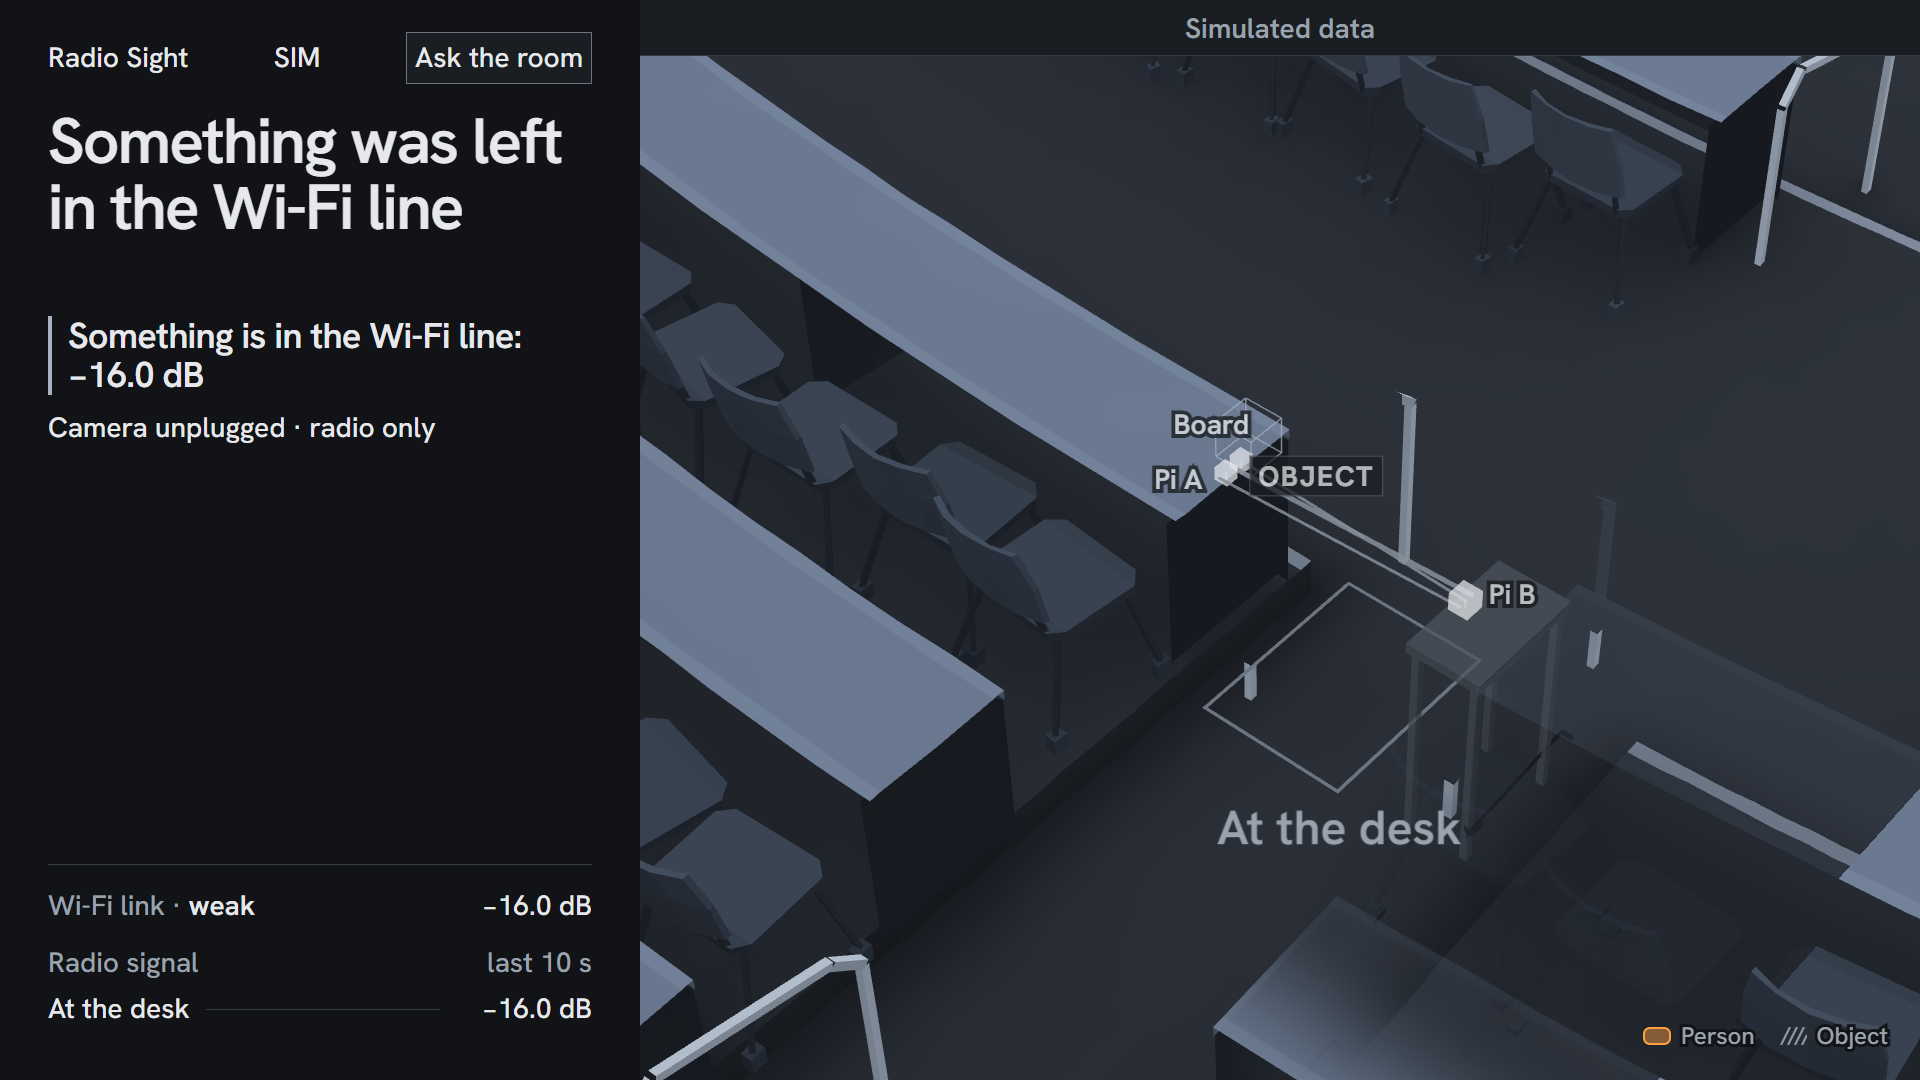 Radio Sight
SIM
Ask the room
Something was left
in the Wi-Fi line
Something is in the Wi-Fi line:
−16.0 dB
Camera unplugged · radio only
Wi-Fi link · weak
−16.0 dB
Radio signal
last 10 s
At the desk
−16.0 dB
Simulated data
Board
Pi A
OBJECT
Pi B
At the desk
Person
Object